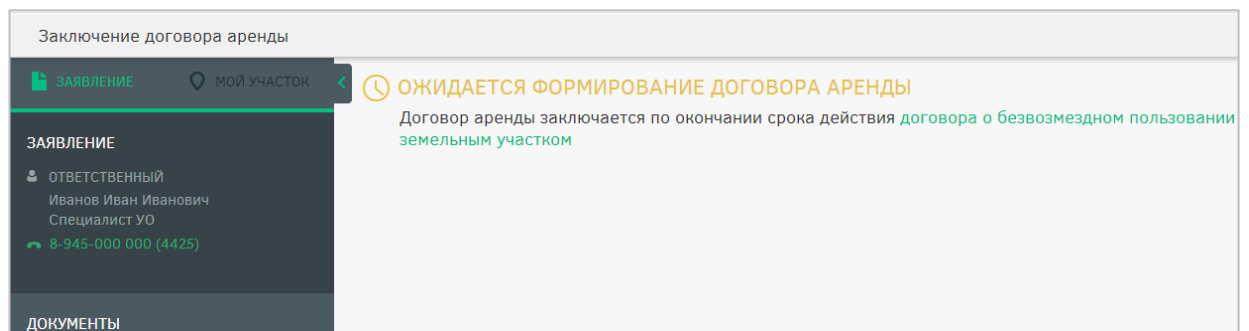 Заключение договора аренды
ЗАЯВЛЕНИЕ
МОЙ УЧАСТОК
ЗАЯВЛЕНИЕ
ОТВЕТСТВЕННЫЙ
Иванов Иван Иванович
Специалист УО
8-945-000 000 (4425)
ДОКУМЕНТЫ
ОЖИДАЕТСЯ ФОРМИРОВАНИЕ ДОГОВОРА АРЕНДЫ
Договор аренды заключается по окончании срока действия договора о безвозмездном пользовании
земельным участком